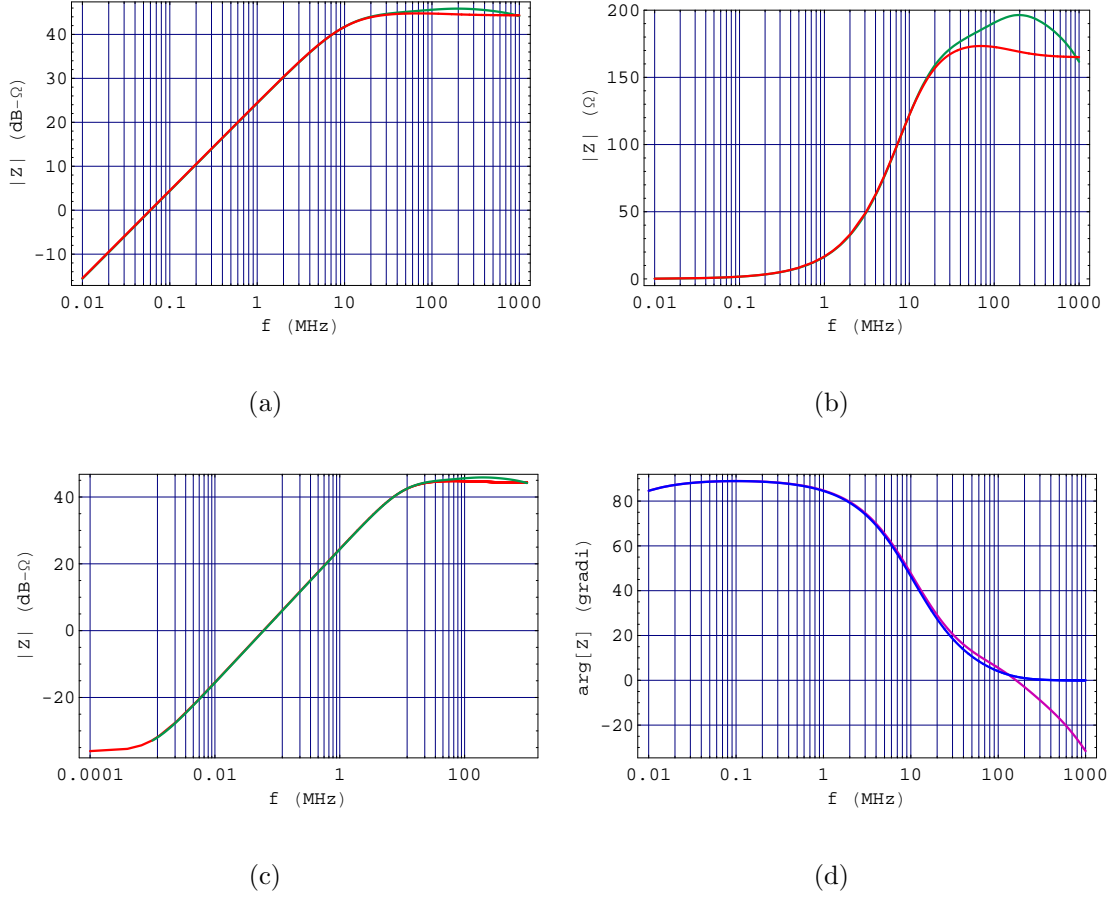 |Z| (dB-Ω)
40
30
20
10
0
-10
0.01 0.1 1 10 100 1000
f (MHz)
(a)
|Z| (Ω)
200
150
100
50
0
0.01 0.1 1 10 100 1000
f (MHz)
(b)
|Z| (dB-Ω)
40
20
0
-20
0.0001 0.01 1 100
f (MHz)
(c)
arg[Z] (gradi)
80
60
40
20
0
-20
0.01 0.1 1 10 100 1000
f (MHz)
(d)